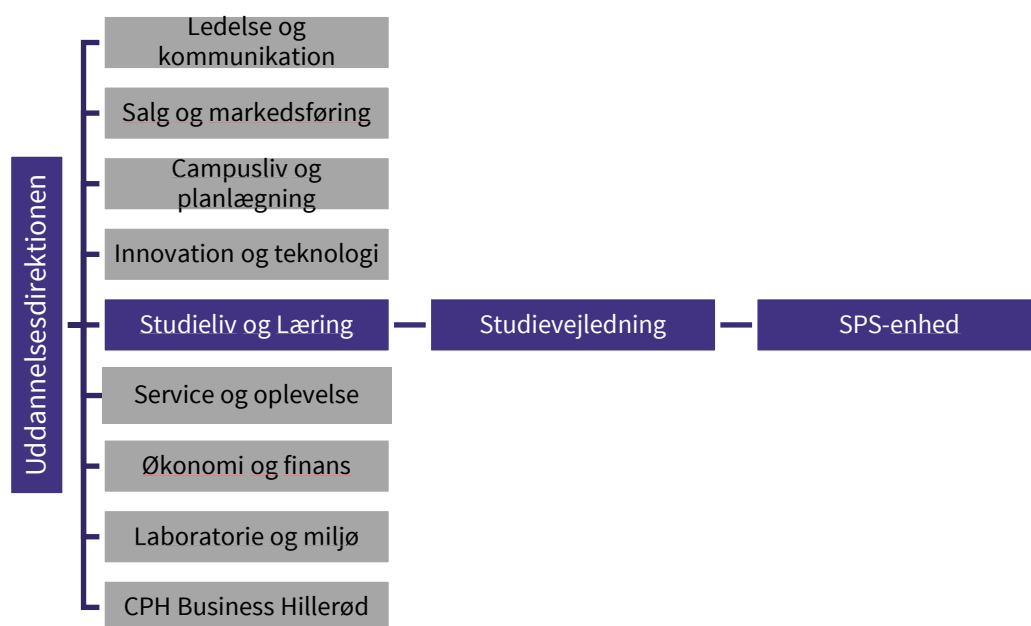 Uddannelsesdirektionen
Ledelse og
kommunikation
Salg og markedsføring
Campusliv og
planlægning
Innovation og teknologi
Studieliv og Læring
Studievejledning
SPS-enhed
Service og oplevelse
Økonomi og finans
Laboratorie og miljø
CPH Business Hillerød